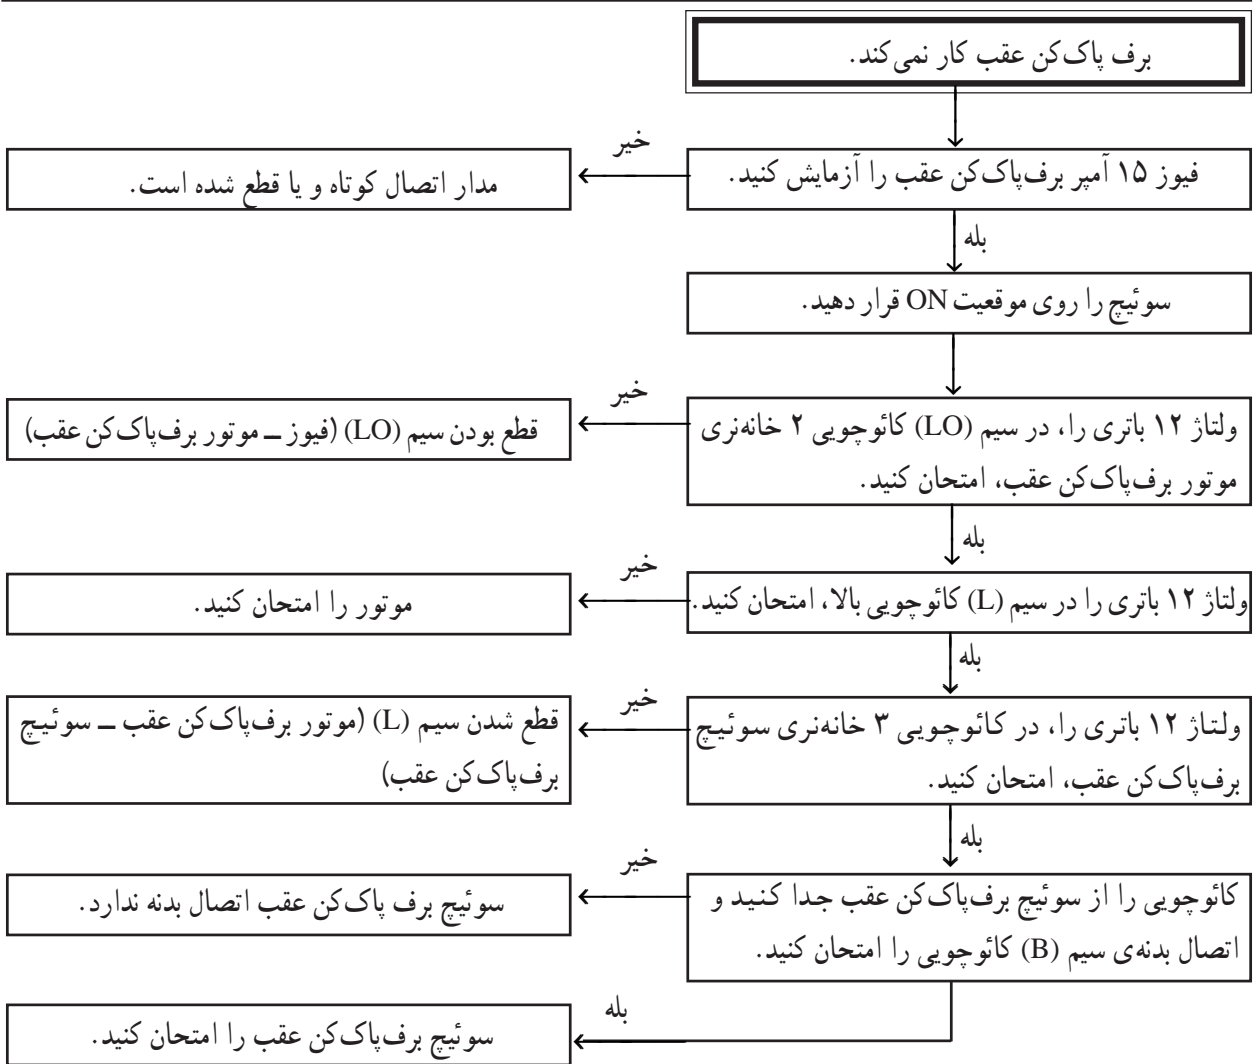 برف پاک‌کن عقب کار نمی‌کند.
خیر
فیوز ۱۵ آمپر برف‌پاک‌کن عقب را آزمایش کنید.
مدار اتصال کوتاه و یا قطع شده است.
بله
سوئیچ را روی موقعیت ON قرار دهید.
خیر
ولتاژ ۱۲ باتری را، در سیم (LO) کائوچویی ۲ خانه‌نری
موتور برف‌پاک‌کن عقب، امتحان کنید.
قطع بودن سیم (LO) (فیوز ــ موتور برف‌پاک‌کن عقب)
بله
خیر
ولتاژ ۱۲ باتری را در سیم (L) کائوچویی بالا، امتحان کنید.
موتور را امتحان کنید.
بله
خیر
ولتاژ ۱۲ باتری را، در کائوچویی ۳ خانه‌نری سوئیچ
برف‌پاک‌کن عقب، امتحان کنید.
قطع شدن سیم (L) (موتور برف‌پاک‌کن عقب ــ سوئیچ
برف‌پاک‌کن عقب)
بله
خیر
کائوچویی را از سوئیچ برف‌پاک‌کن عقب جدا کنید و
اتصال بدنه‌ی سیم (B) کائوچویی را امتحان کنید.
سوئیچ برف پاک‌کن عقب اتصال بدنه ندارد.
بله
سوئیچ برف‌پاک‌کن عقب را امتحان کنید.